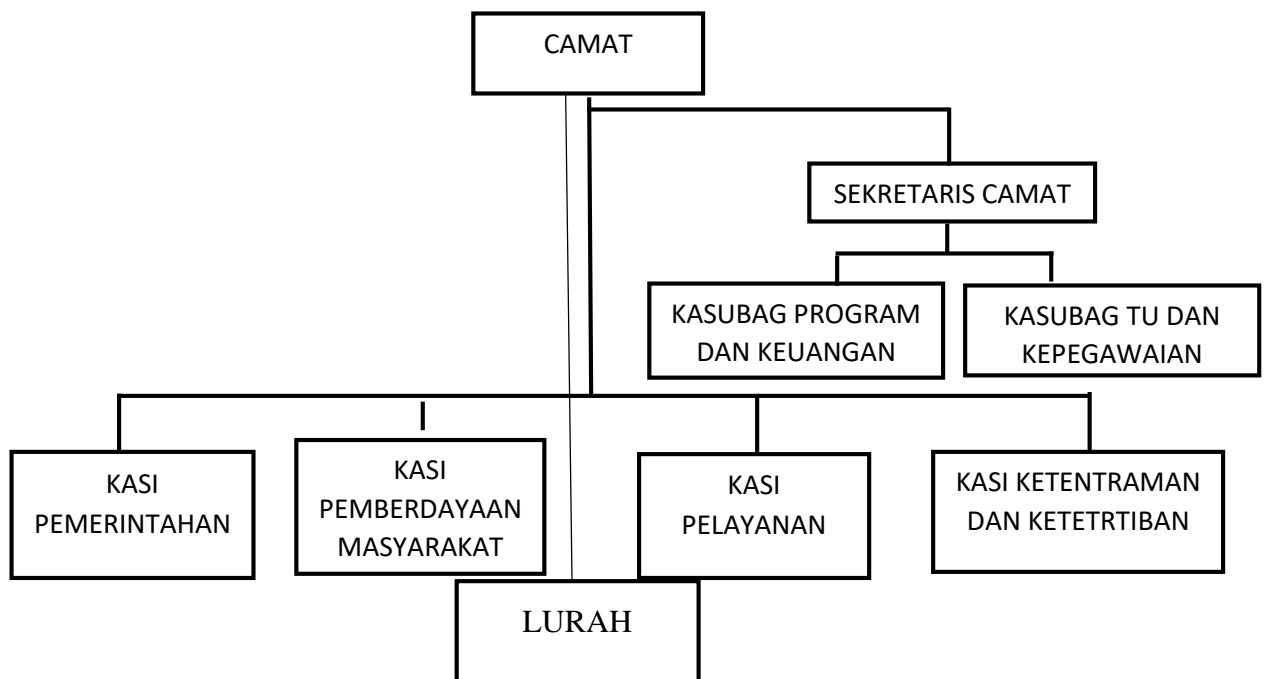 CAMAT
SEKRETARIS CAMAT
KASUBAG PROGRAM
DAN KEUANGAN
KASUBAG TU DAN
KEPEGAWAIAN
KASI
PEMERINTAHAN
KASI
PEMBERDAYAAN
MASYARAKAT
KASI
PELAYANAN
KASI KETENTRAMAN
DAN KETETRTIBAN
LURAH